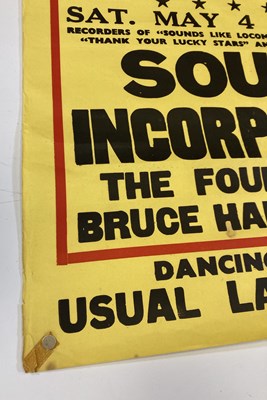 SAT. MAY 4
RECORDERS OF "SOUNDS LIKE LOCOM
"THANK YOUR LUCKY STARS" AN
SOU
INCORP
THE FOU
BRUCE HA
DANCING
USUAL LA